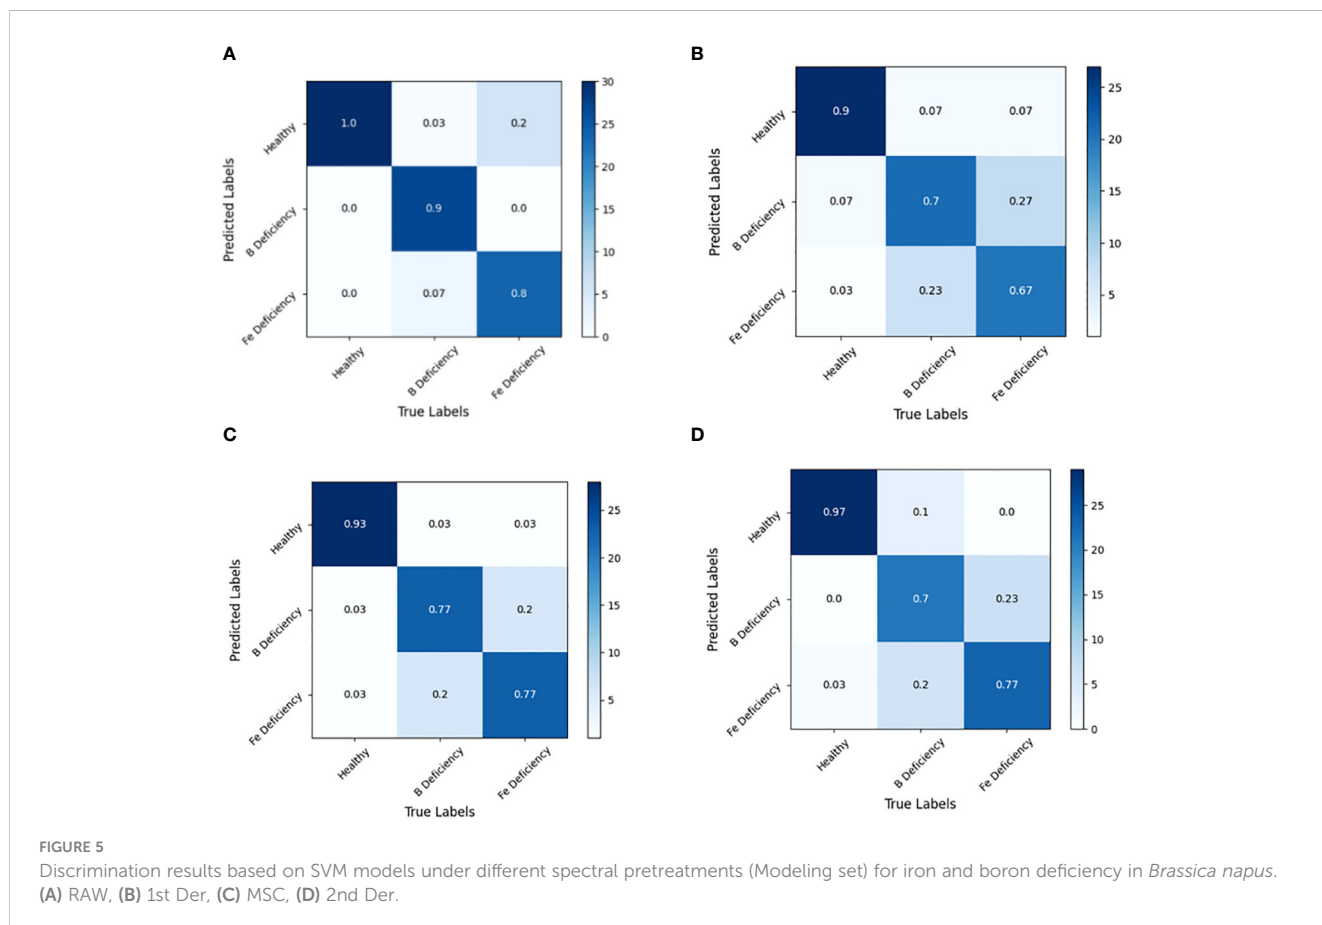 A
30
25
20
15
10
5
0
Healthy
B Deficiency
Fe Deficiency
Predicted Labels
1.0 0.03 0.2
0.0 0.9 0.0
0.0 0.07 0.8
Healthy
B Deficiency
Fe Deficiency
True Labels
B
25
20
15
10
5
Healthy
B Deficiency
Fe Deficiency
Predicted Labels
0.9 0.07 0.07
0.07 0.7 0.27
0.03 0.23 0.67
Healthy
B Deficiency
Fe Deficiency
True Labels
C
25
20
15
10
5
Healthy
B Deficiency
Fe Deficiency
Predicted Labels
0.93 0.03 0.03
0.03 0.77 0.2
0.03 0.2 0.77
Healthy
B Deficiency
Fe Deficiency
True Labels
D
25
20
15
10
5
0
Healthy
B Deficiency
Fe Deficiency
Predicted Labels
0.97 0.1 0.0
0.0 0.7 0.23
0.03 0.2 0.77
Healthy
B Deficiency
Fe Deficiency
True Labels
FIGURE 5
Discrimination results based on SVM models under different spectral pretreatments (Modeling set) for iron and boron deficiency in Brassica napus.
(A) RAW, (B) 1st Der, (C) MSC, (D) 2nd Der.